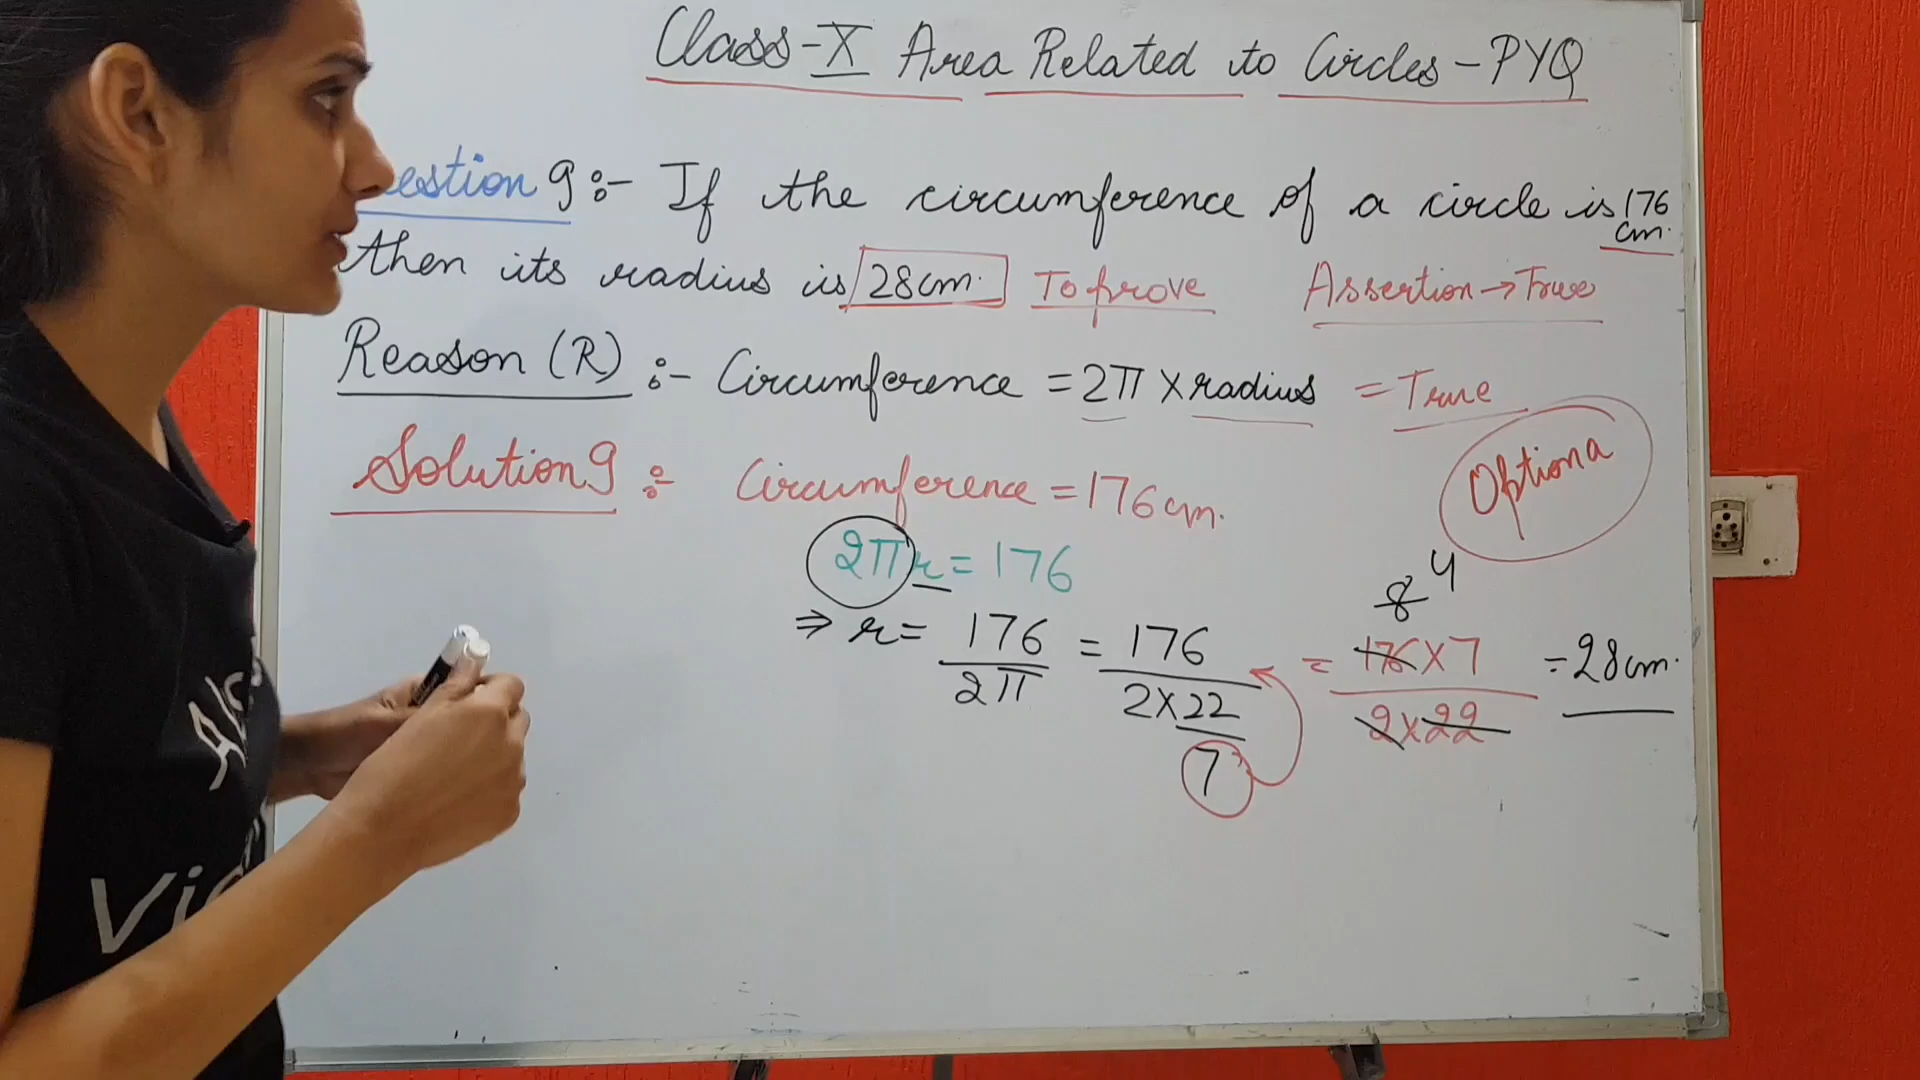 Class-X Area Related to Circles - PYQ
estion 9:- If the circumference of a circle is 176 cm.
then its radius is 28cm. To prove Assertion → True
Reason (R) :- Circumference = 2π × radius = True
Solution 9 :- Circumference = 176 cm.
Option a
2πr = 176
⇒ r = 176/2π = 176/(2×22/7) = 176×7/2×22 = 28cm.
8 4
Vi